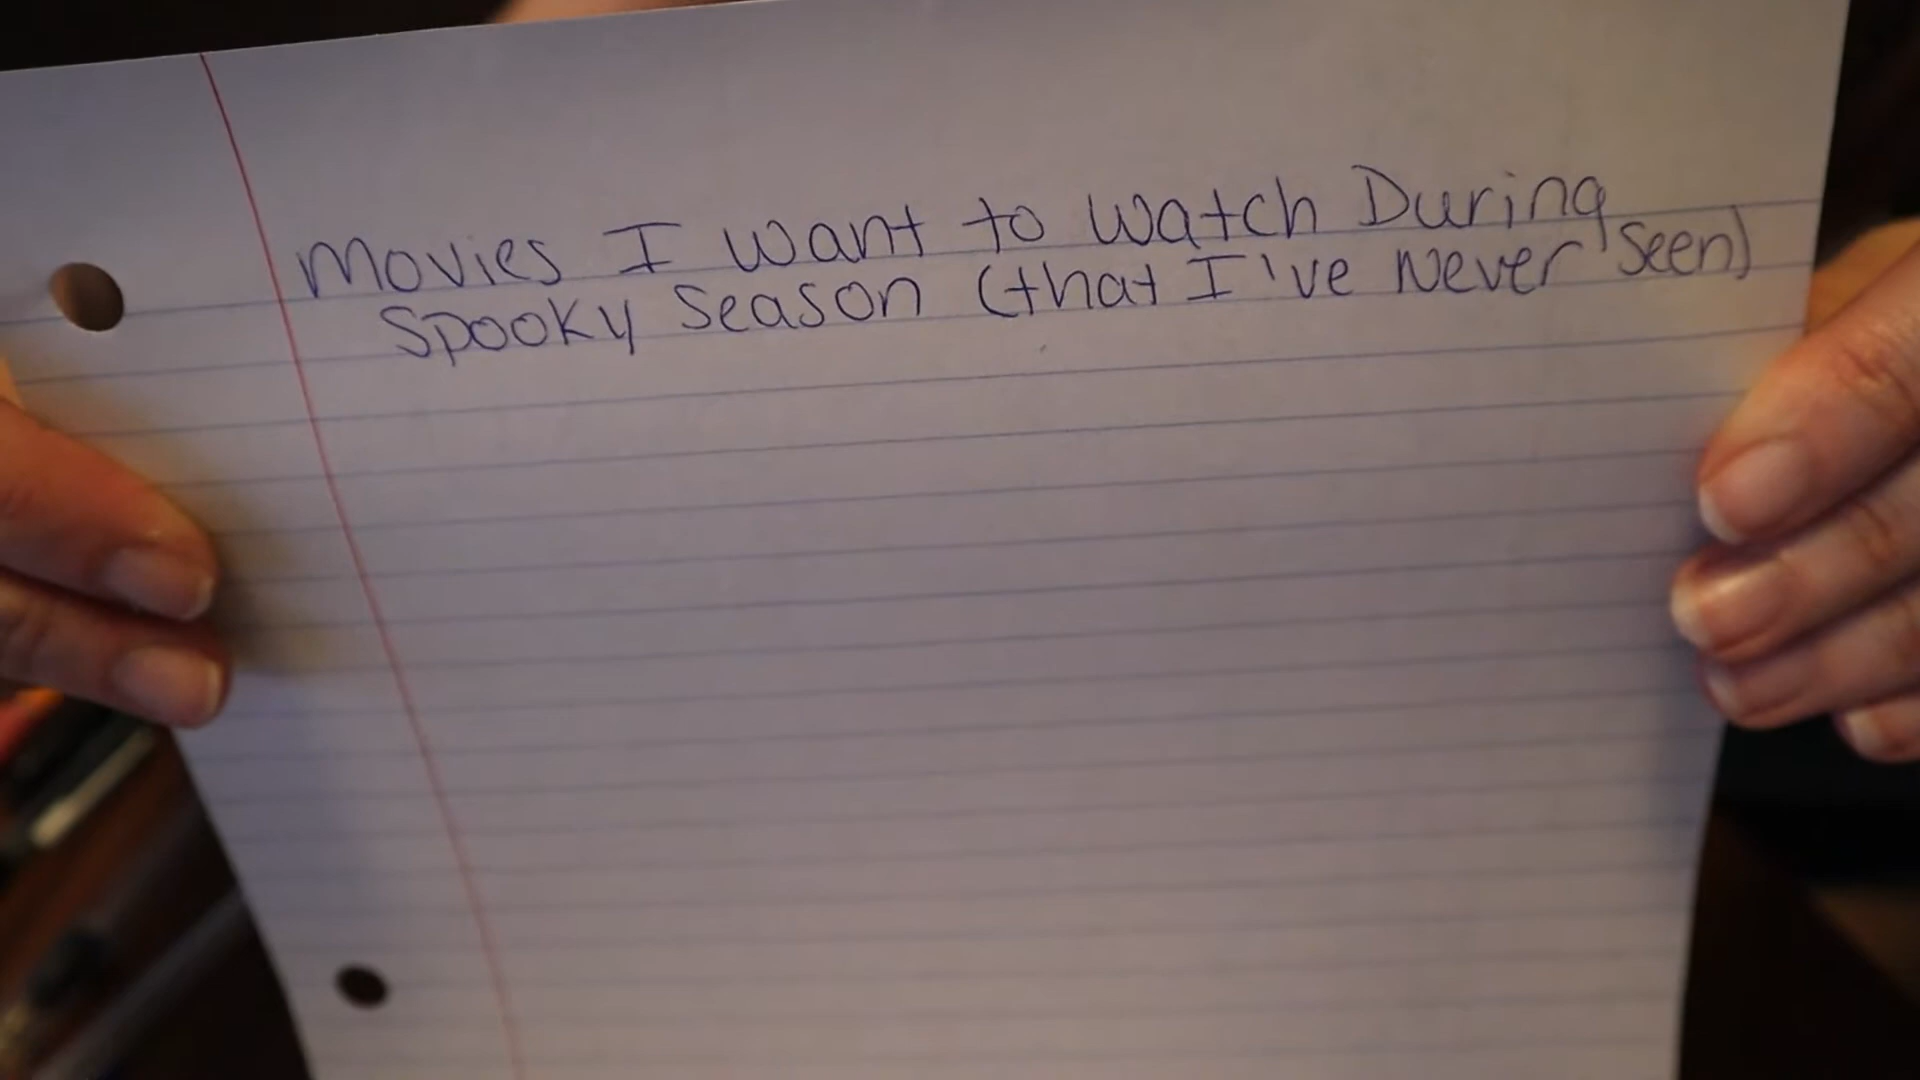 Movies I want to watch During
Spooky Season (that I've Never Seen)